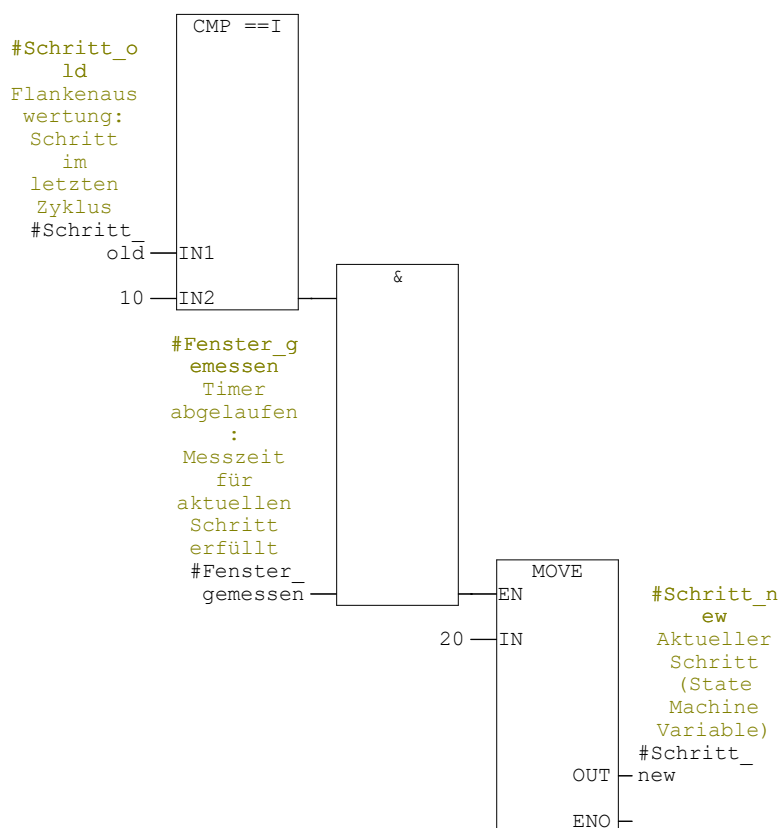 CMP ==I
#Schritt_o
ld
Flankenaus
wertung:
Schritt
im
letzten
Zyklus
#Schritt_
old
IN1
10
IN2
&
#Fenster_g
emessen
Timer
abgelaufen
:
Messzeit
für
aktuellen
Schritt
erfüllt
#Fenster_
gemessen
MOVE
EN
20
IN
#Schritt_n
ew
Aktueller
Schritt
(State
Machine
Variable)
#Schritt_
OUT
new
ENO